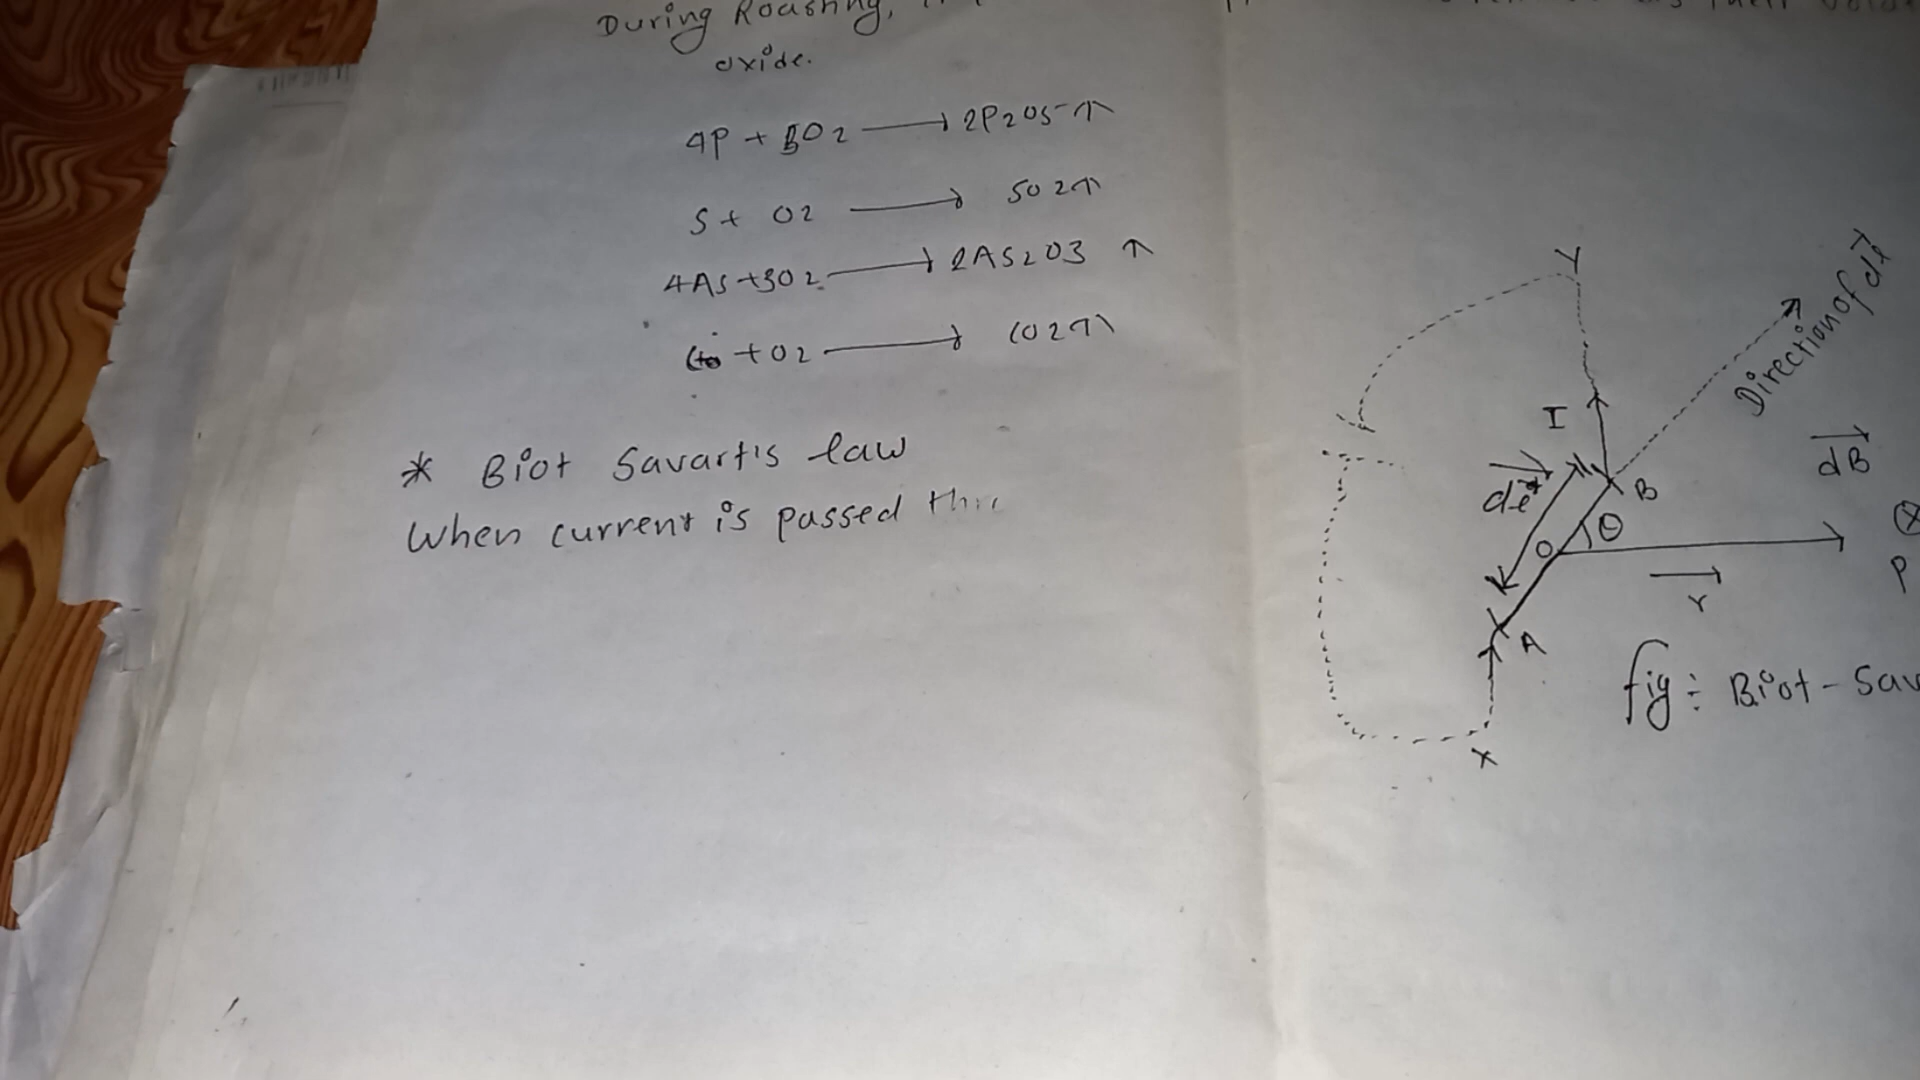 During Roasting,
oxide.
4P + 5O2 → 2P2O5 ↑
S + O2 → SO2 ↑
4As + 3O2 → 2As2O3 ↑
+ O2 → CO2 ↑
* Biot Savart's law
When current is passed
Y
Direction of dl
I
dB
dl
B
θ
O
P
r
A
fig: Biot - Sav
X